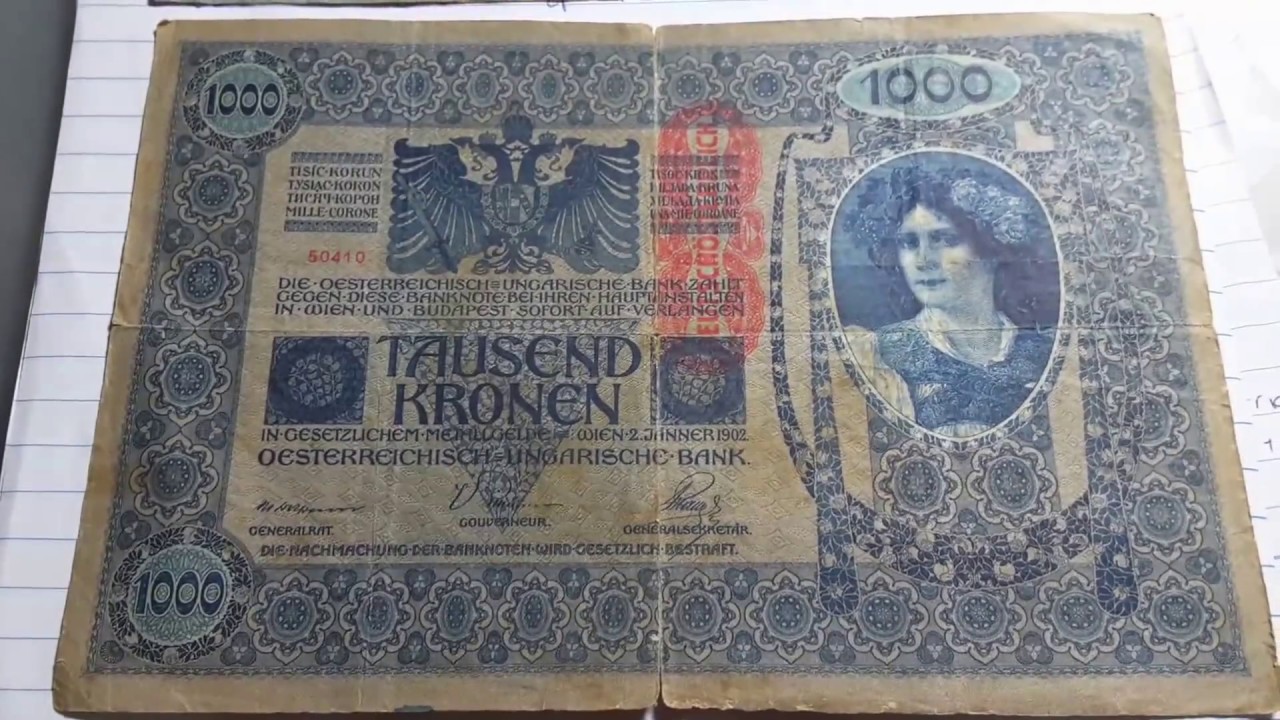 1000
1000
TISÍC·KORUN
TYSIĄC·KORON
ТИСЯЧ·КОРОН
MILLE·CORONE
50410
DIE·OESTERREICHISCH=UNGARISCHE·BANK·ZAHLT
GEGEN·DIESE·BANKNOTE·BEI·IHREN·HAUPTANSTALTEN
IN·WIEN·UND·BUDAPEST·SOFORT·AUF·VERLANGEN
TAUSEND
KRONEN
IN·GESETZLICHEM·METALLGELDE=WIEN·2.JÄNNER 1902.
OESTERREICHISCH=UNGARISCHE·BANK.
GENERALRAT.
GOUVERNEUR.
GENERALSEKRETÄR.
DIE·NACHMACHUNG·DER·BANKNOTEN·WIRD·GESETZLICH·BESTRAFT.
1000